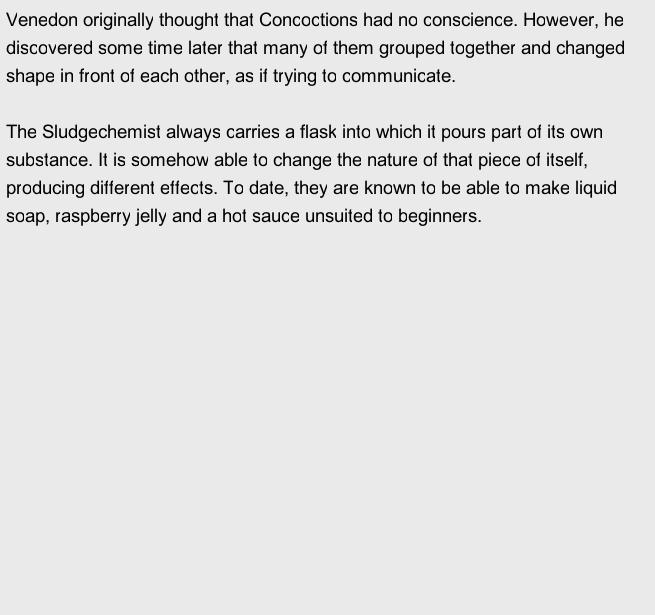 Venedon originally thought that Concoctions had no conscience. However, he
discovered some time later that many of them grouped together and changed
shape in front of each other, as if trying to communicate.

The Sludgechemist always carries a flask into which it pours part of its own
substance. It is somehow able to change the nature of that piece of itself,
producing different effects. To date, they are known to be able to make liquid
soap, raspberry jelly and a hot sauce unsuited to beginners.